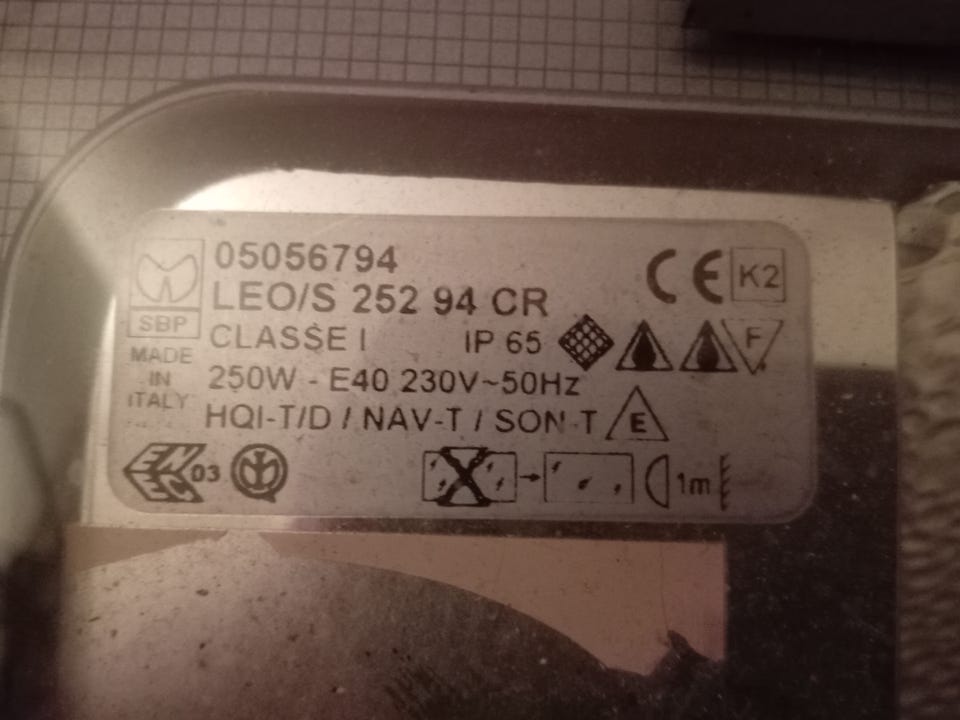 05056794
LEO/S 252 94 CR
CE K2
SBP
CLASSE I IP 65
F
MADE
IN
ITALY
250W - E40 230V~50Hz
HQI-T/D / NAV-T / SON-T
E
ENEC 03
1m